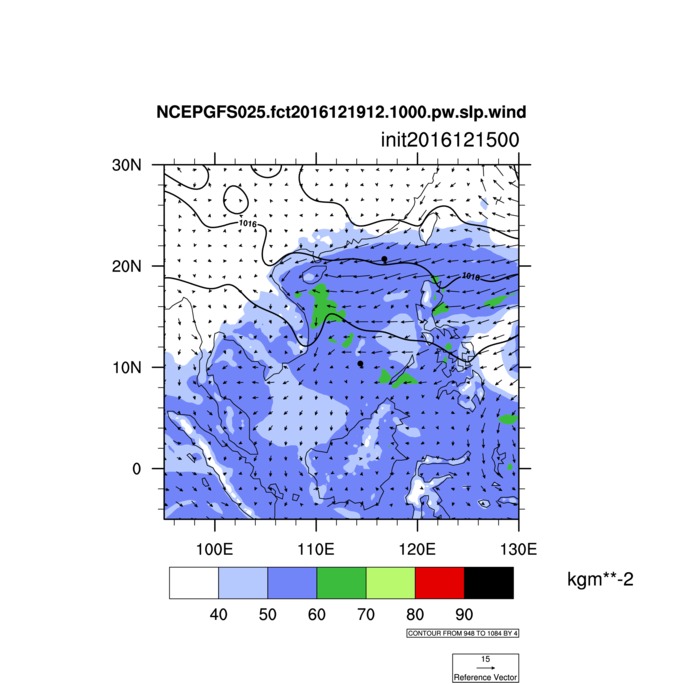 NCEPGFS025.fct2016121912.1000.pw.slp.wind
init2016121500
30N
1016
20N
1016
10N
0
100E 110E 120E 130E
kgm**-2
40 50 60 70 80 90
CONTOUR FROM 948 TO 1084 BY 4
15
Reference Vector